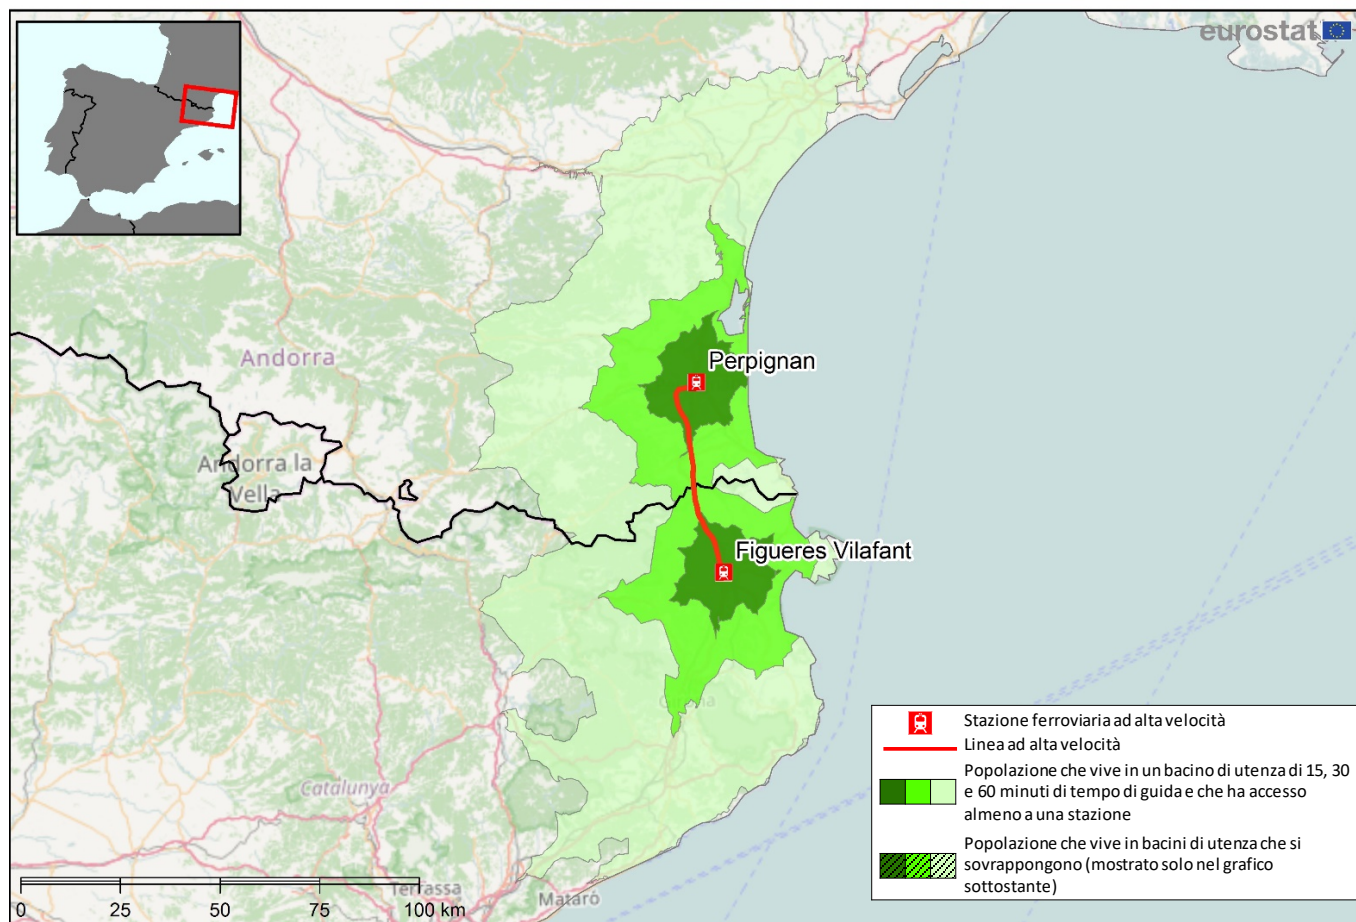 eurostat
Perpignan
Andorra
Andorra la
Vella
Figueres Vilafant
Girona
Catalunya
Terrassa
Mataró
0 25 50 75 100 km
Stazione ferroviaria ad alta velocità
Linea ad alta velocità
Popolazione che vive in un bacino di utenza di 15, 30
e 60 minuti di tempo di guida e che ha accesso
almeno a una stazione
Popolazione che vive in bacini di utenza che si
sovrappongono (mostrato solo nel grafico
sottostante)